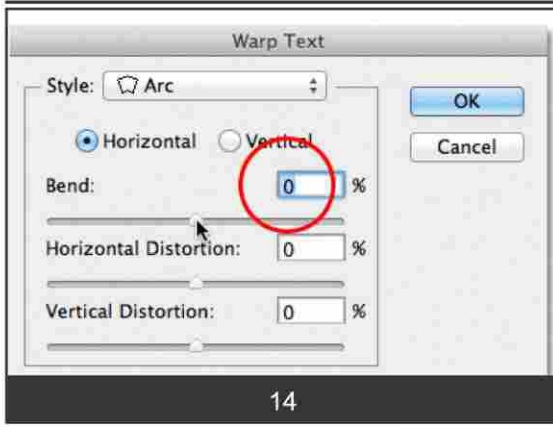 Warp Text
Style: Arc
OK
Horizontal Vertical
Cancel
Bend: 0 %
Horizontal Distortion: 0 %
Vertical Distortion: 0 %
14